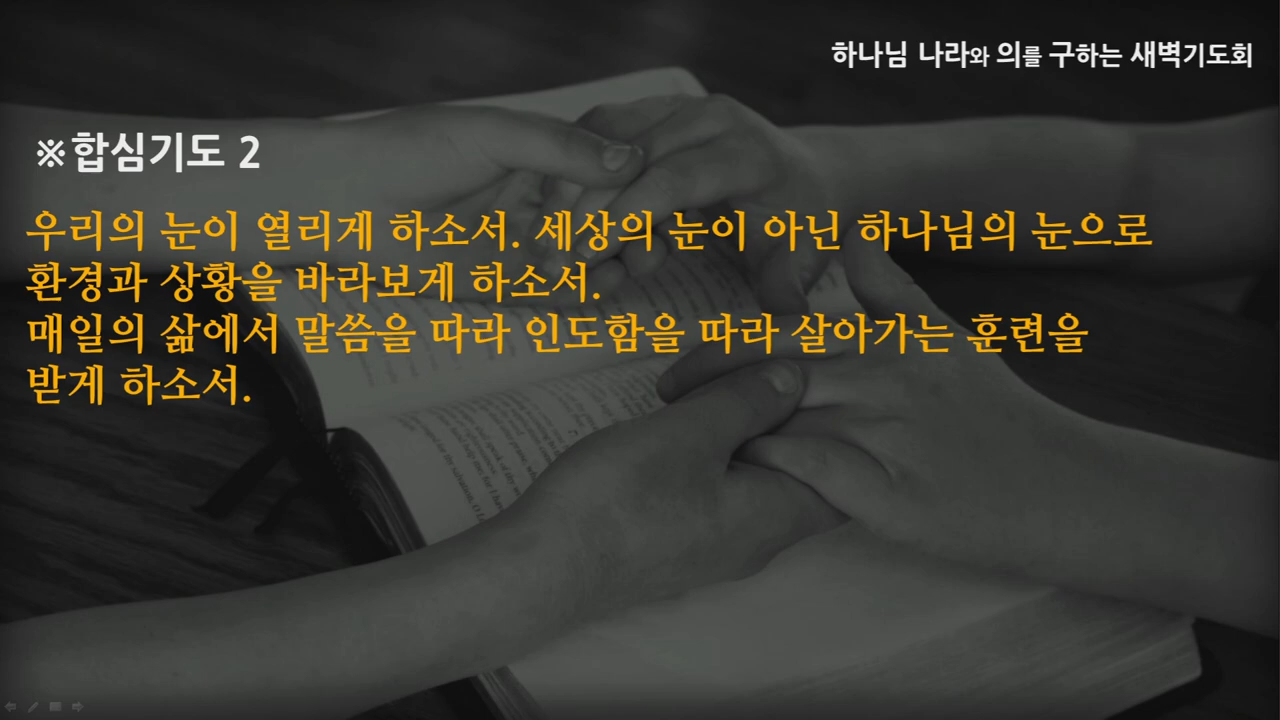 하나님 나라와 의를 구하는 새벽기도회
※합심기도 2
우리의 눈이 열리게 하소서. 세상의 눈이 아닌 하나님의 눈으로
환경과 상황을 바라보게 하소서.
매일의 삶에서 말씀을 따라 인도함을 따라 살아가는 훈련을
받게 하소서.